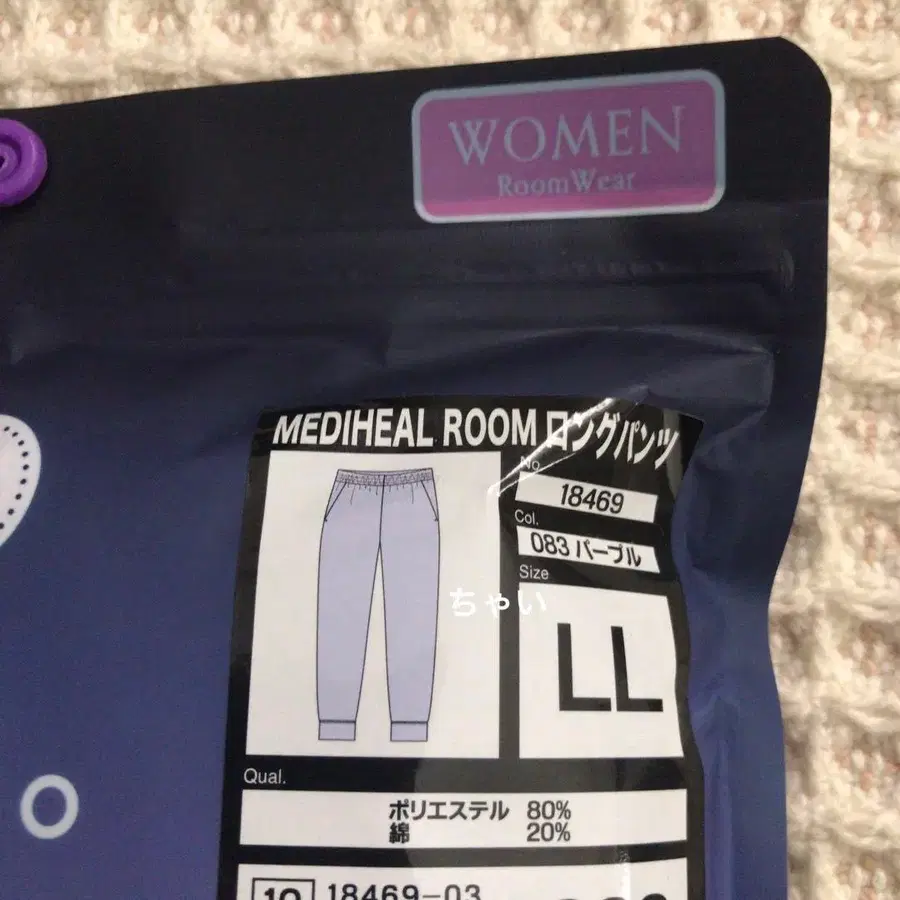 WOMEN
RoomWear
MEDIHEAL ROOM ロングパンツ
No.
18469
Col.
083 パープル
Size
LL
ちゃい
Qual.
ポリエステル 80%
綿 20%
10 18469-03